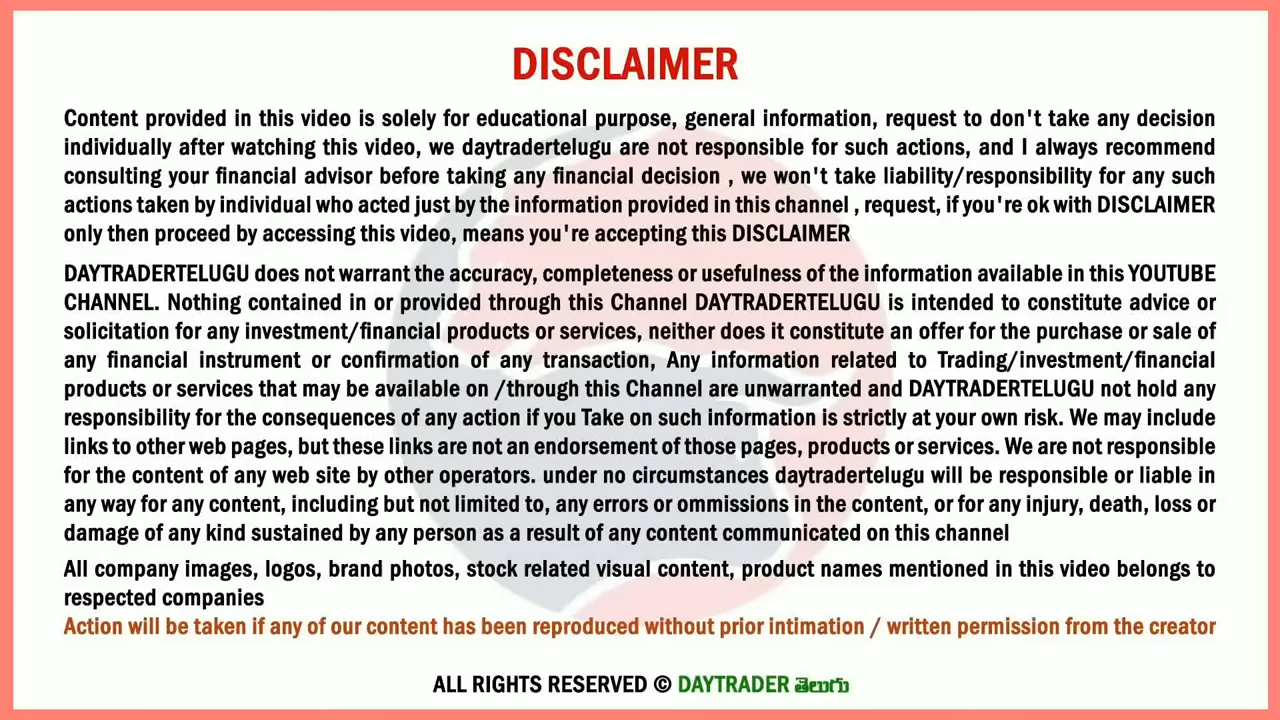 DISCLAIMER
Content provided in this video is solely for educational purpose, general information, request to don't take any decision
individually after watching this video, we daytradertelugu are not responsible for such actions, and I always recommend
consulting your financial advisor before taking any financial decision , we won't take liability/responsibility for any such
actions taken by individual who acted just by the information provided in this channel , request, if you're ok with DISCLAIMER
only then proceed by accessing this video, means you're accepting this DISCLAIMER
DAYTRADERTELUGU does not warrant the accuracy, completeness or usefulness of the information available in this YOUTUBE
CHANNEL. Nothing contained in or provided through this Channel DAYTRADERTELUGU is intended to constitute advice or
solicitation for any investment/financial products or services, neither does it constitute an offer for the purchase or sale of
any financial instrument or confirmation of any transaction, Any information related to Trading/investment/financial
products or services that may be available on /through this Channel are unwarranted and DAYTRADERTELUGU not hold any
responsibility for the consequences of any action if you Take on such information is strictly at your own risk. We may include
links to other web pages, but these links are not an endorsement of those pages, products or services. We are not responsible
for the content of any web site by other operators. under no circumstances daytradertelugu will be responsible or liable in
any way for any content, including but not limited to, any errors or ommissions in the content, or for any injury, death, loss or
damage of any kind sustained by any person as a result of any content communicated on this channel
All company images, logos, brand photos, stock related visual content, product names mentioned in this video belongs to
respected companies
Action will be taken if any of our content has been reproduced without prior intimation / written permission from the creator
ALL RIGHTS RESERVED © DAYTRADER తెలుగు